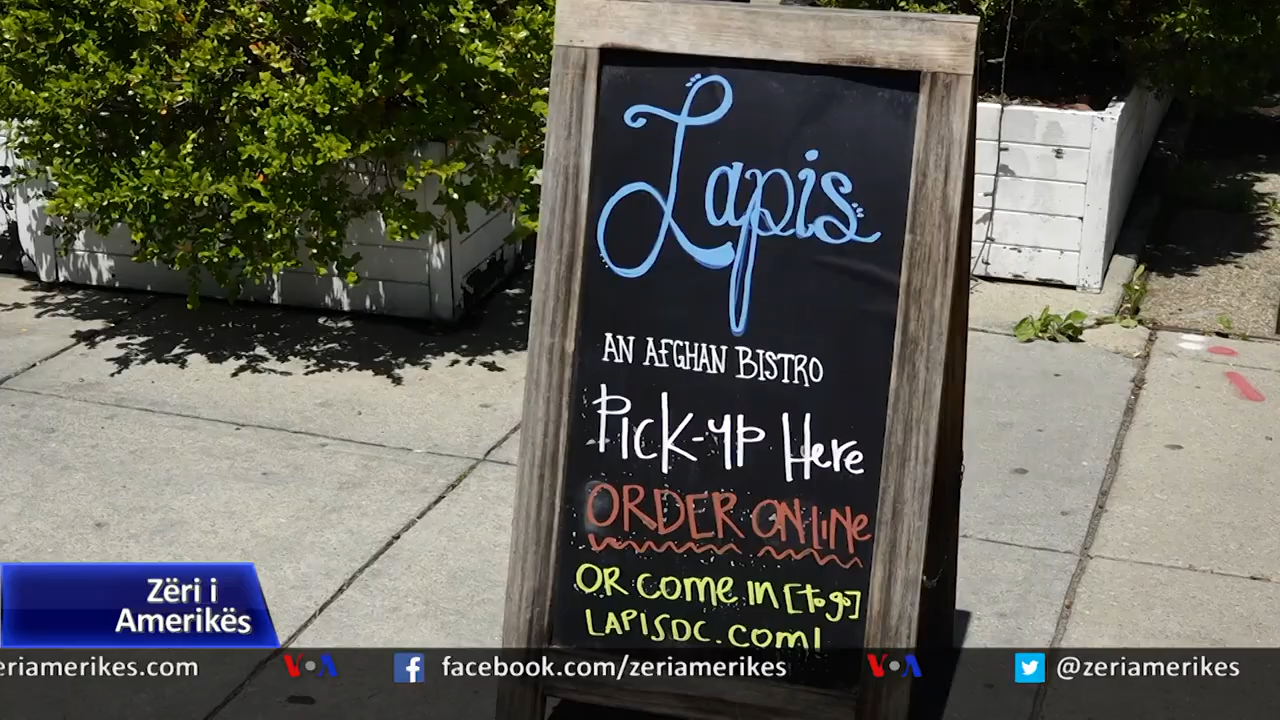 Lapis
AN AFGHAN BISTRO
PICK-UP Here
ORDER ONLINe
OR COME IN [to go]
LAPISDC.COM!
Zëri i
Amerikës
eriamerikes.com
VOA
facebook.com/zeriamerikes
VOA
@zeriamerikes